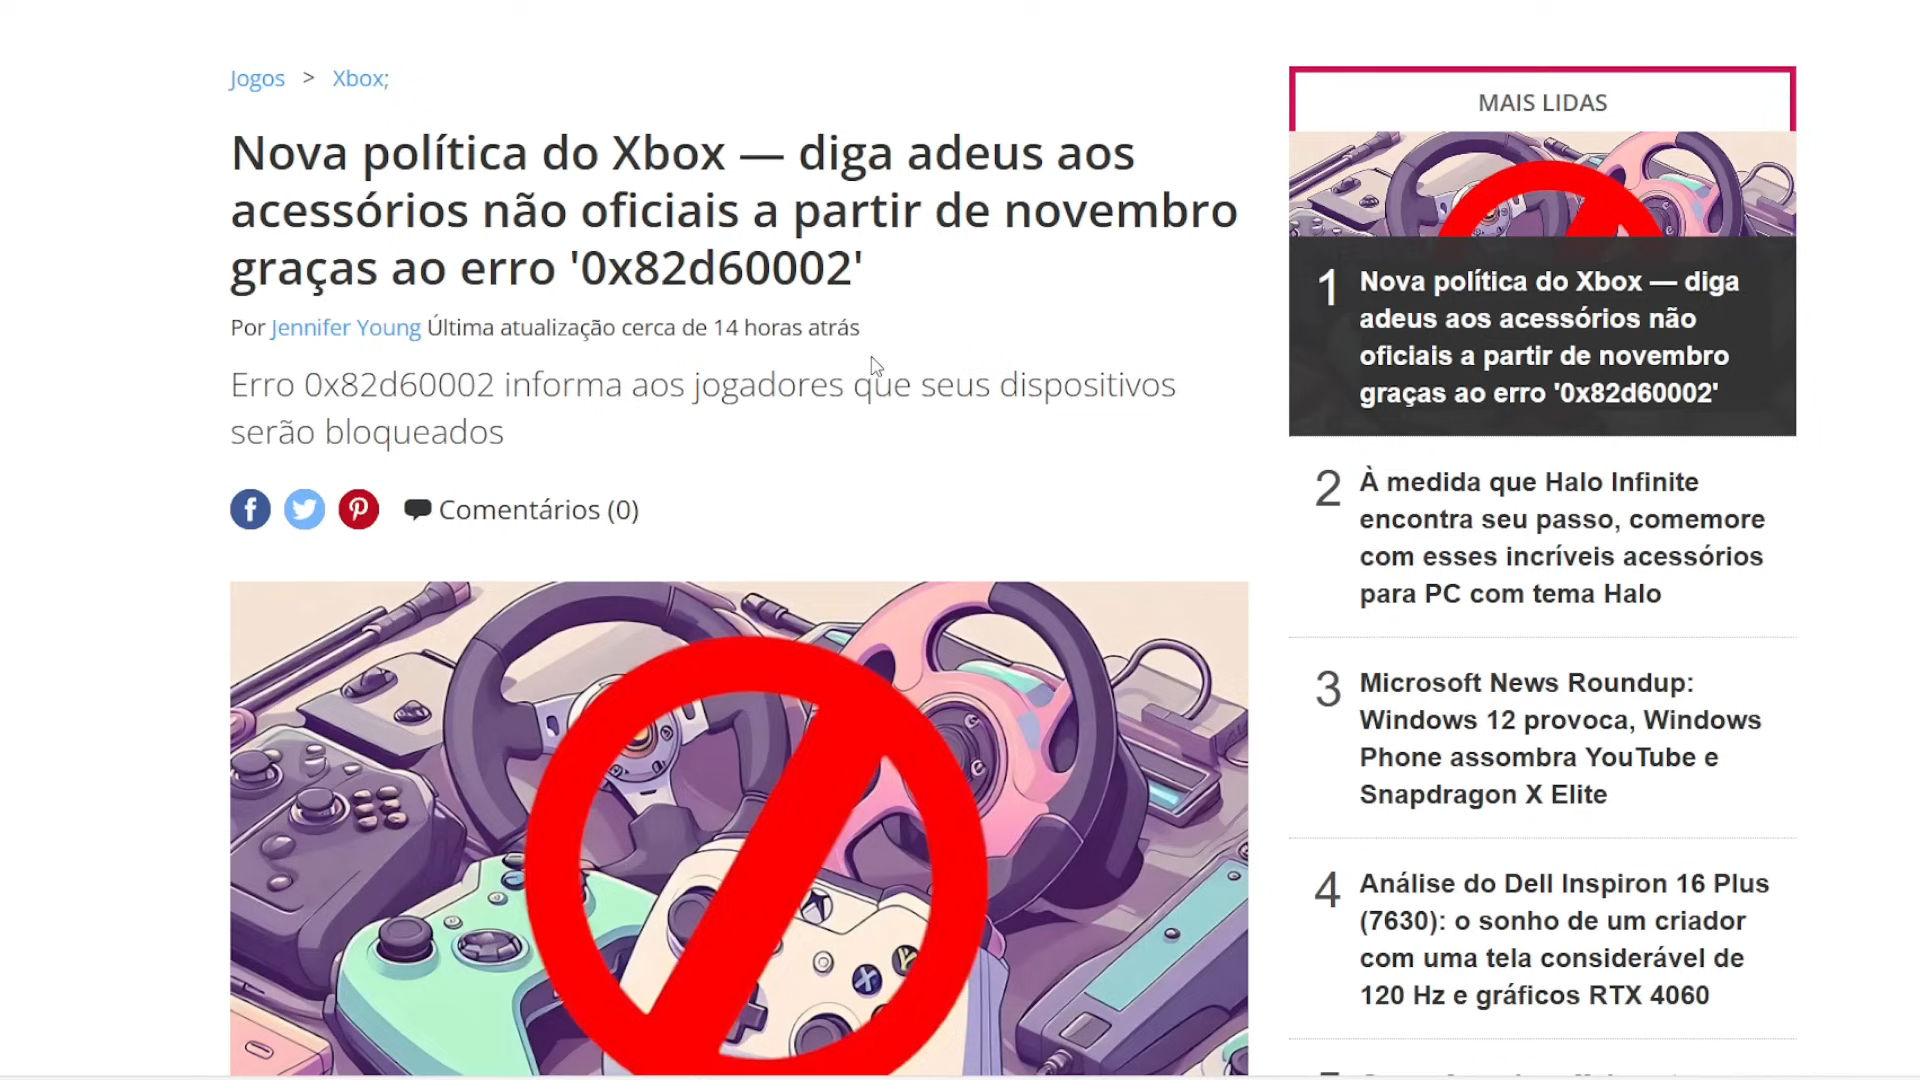 Jogos > Xbox;
Nova política do Xbox — diga adeus aos
acessórios não oficiais a partir de novembro
graças ao erro '0x82d60002'
Por Jennifer Young Última atualização cerca de 14 horas atrás
Erro 0x82d60002 informa aos jogadores que seus dispositivos
serão bloqueados
Comentários (0)
MAIS LIDAS
1 Nova política do Xbox — diga
adeus aos acessórios não
oficiais a partir de novembro
graças ao erro '0x82d60002'
2 À medida que Halo Infinite
encontra seu passo, comemore
com esses incríveis acessórios
para PC com tema Halo
3 Microsoft News Roundup:
Windows 12 provoca, Windows
Phone assombra YouTube e
Snapdragon X Elite
4 Análise do Dell Inspiron 16 Plus
(7630): o sonho de um criador
com uma tela considerável de
120 Hz e gráficos RTX 4060